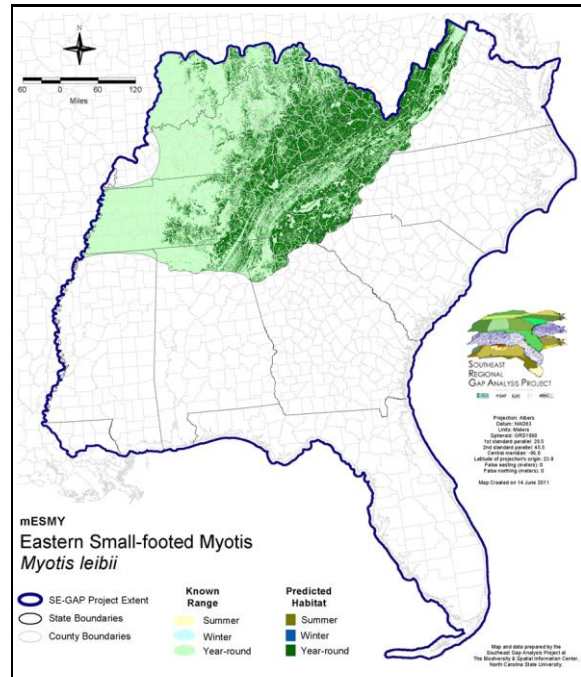 N
60 0 60 120
Miles
SOUTHEAST
REGIONAL
GAP ANALYSIS PROJECT
Projection: Albers
Datum: NAD83
Units: Meters
Spheroid: GRS1980
1st standard parallel: 29.5
2nd standard parallel: 45.5
Central meridian: -96.0
Latitude of projection's origin: 23.0
False easting (meters): 0
False northing (meters): 0
Map Created on 14 June 2011
mESMY
Eastern Small-footed Myotis
Myotis leibii
SE-GAP Project Extent
State Boundaries
County Boundaries
Known
Range
Summer
Winter
Year-round
Predicted
Habitat
Summer
Winter
Year-round
Map and data prepared by the
Southeast Gap Analysis Project at
The Biodiversity & Spatial Information Center,
North Carolina State University.